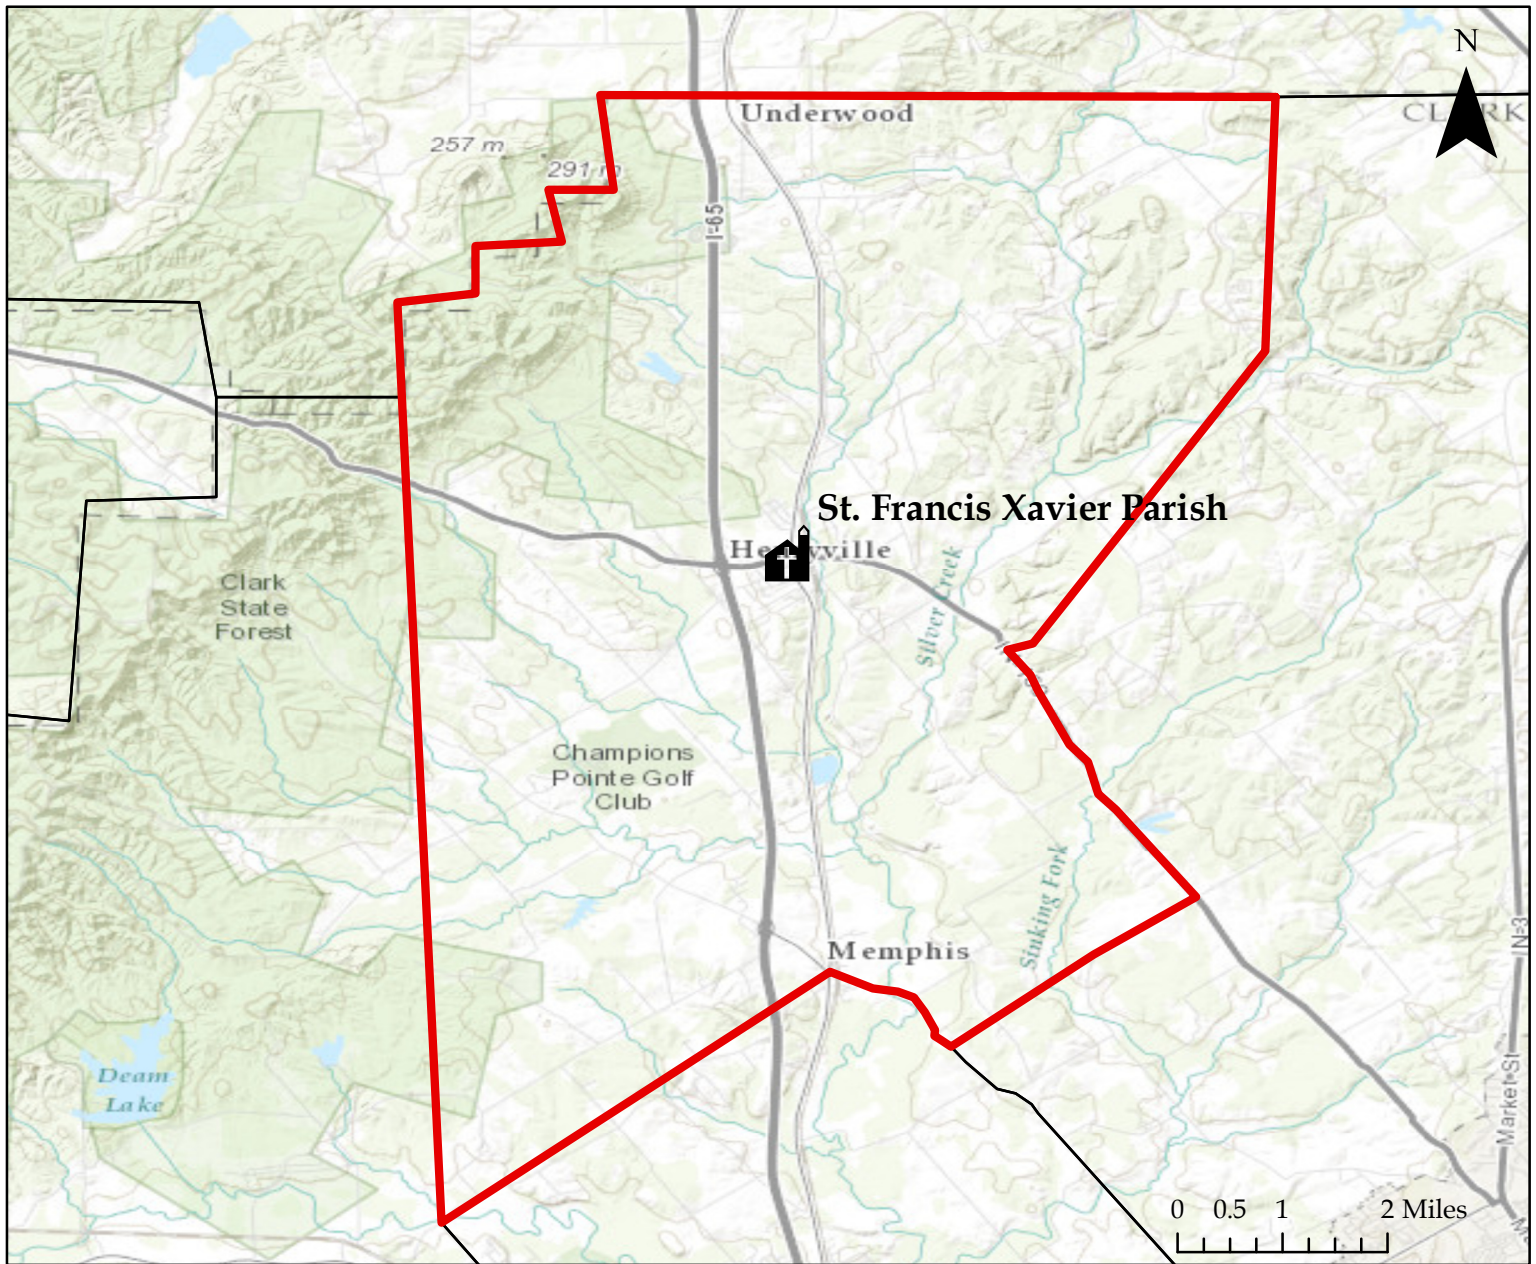 N
Underwood
257 m
291 m
I-65
St. Francis Xavier Parish
Silver Creek
Clark
State
Forest
Champions
Pointe Golf
Club
Sinking Fork
Memphis
Deam
Lake
Market St
0 0.5 1 2 Miles